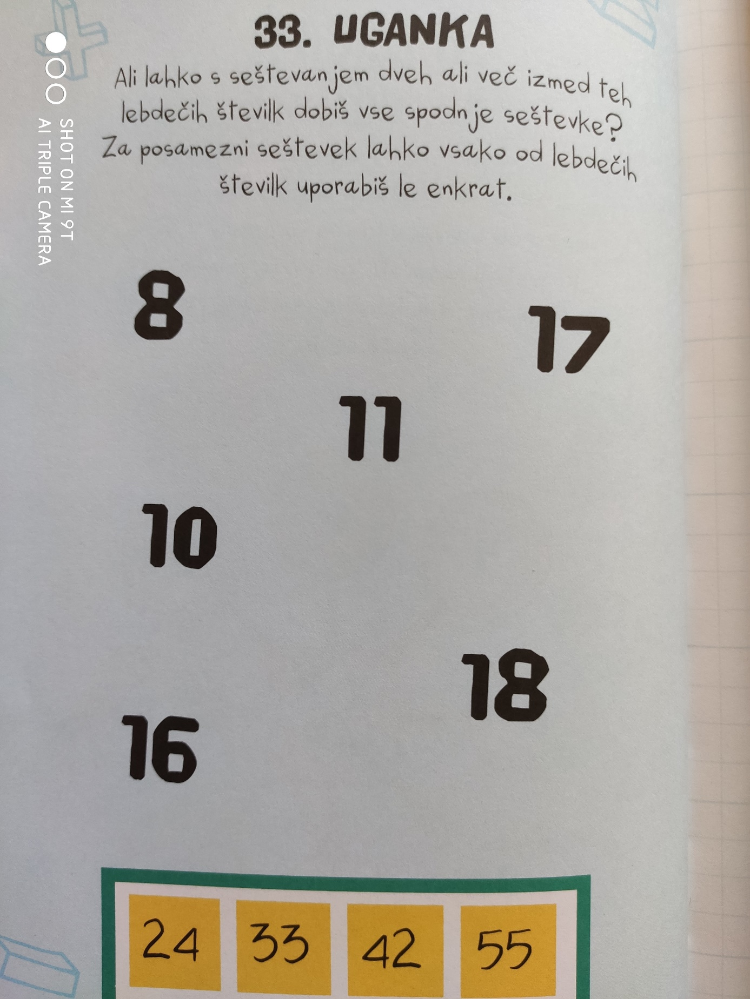 33. UGANKA
Ali lahko s seštevanjem dveh ali več izmed teh
lebdečih številk dobiš vse spodnje seštevke?
Za posamezni seštevek lahko vsako od lebdečih
številk uporabiš le enkrat.
8
17
11
10
18
16
24 33 42 55
SHOT ON MI 9T
AI TRIPLE CAMERA